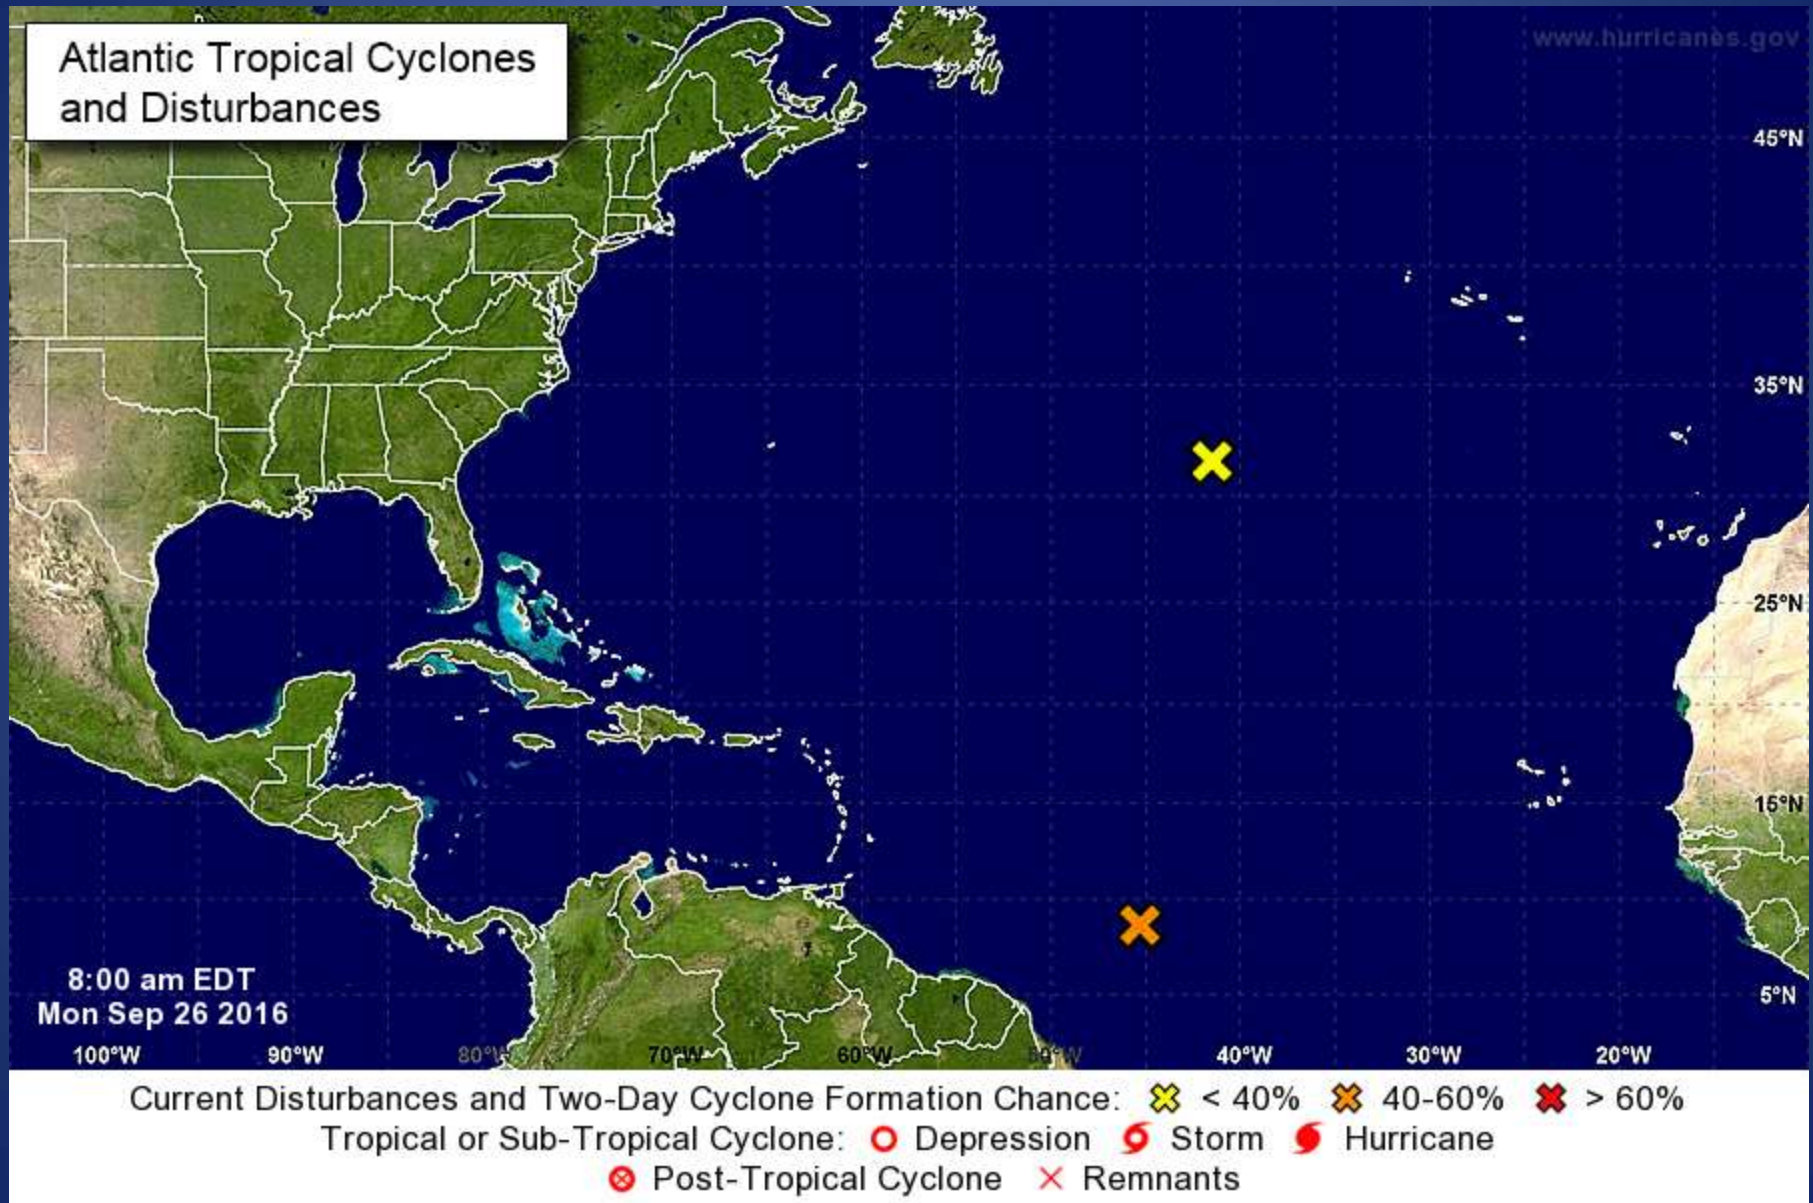 Atlantic Tropical Cyclones
and Disturbances
www.hurricanes.gov
45°N
35°N
25°N
15°N
5°N
8:00 am EDT
Mon Sep 26 2016
100°W 90°W 80°W 70°W 60°W 50°W 40°W 30°W 20°W
Current Disturbances and Two-Day Cyclone Formation Chance: < 40% 40-60% > 60%
Tropical or Sub-Tropical Cyclone: Depression Storm Hurricane
Post-Tropical Cyclone Remnants